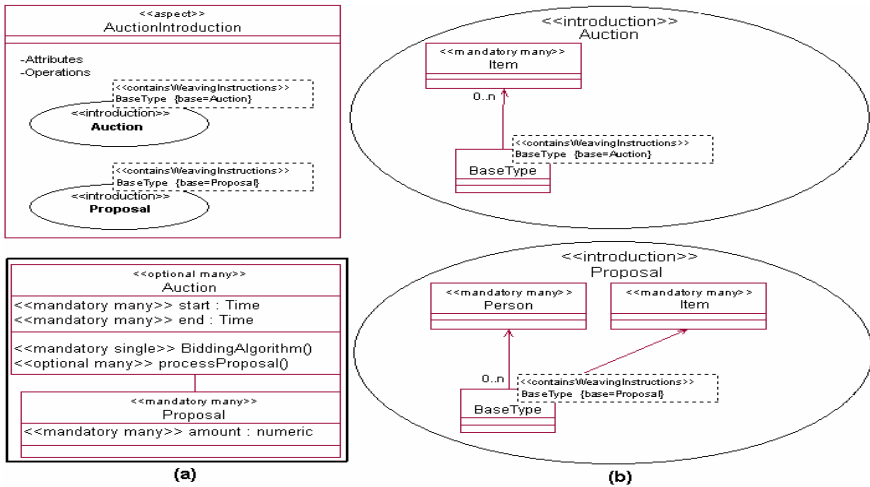 <<aspect>>
AuctionIntroduction
-Attributes
-Operations
<<containsWeavingInstructions>>
BaseType {base=Auction}
<<introduction>>
Auction
<<containsWeavingInstructions>>
BaseType {base=Proposal}
<<introduction>>
Proposal
<<optional many>>
Auction
<<mandatory many>> start : Time
<<mandatory many>> end : Time
<<mandatory single>> BiddingAlgorithm()
<<optional many>> processProposal()
<<mandatory many>>
Proposal
<<mandatory many>> amount : numeric
(a)
<<introduction>>
Auction
<<mandatory many>>
Item
0..n
<<containsWeavingInstructions>>
BaseType {base=Auction}
BaseType
<<introduction>>
Proposal
<<mandatory many>>
Person
<<mandatory many>>
Item
0..n
<<containsWeavingInstructions>>
BaseType {base=Proposal}
BaseType
(b)